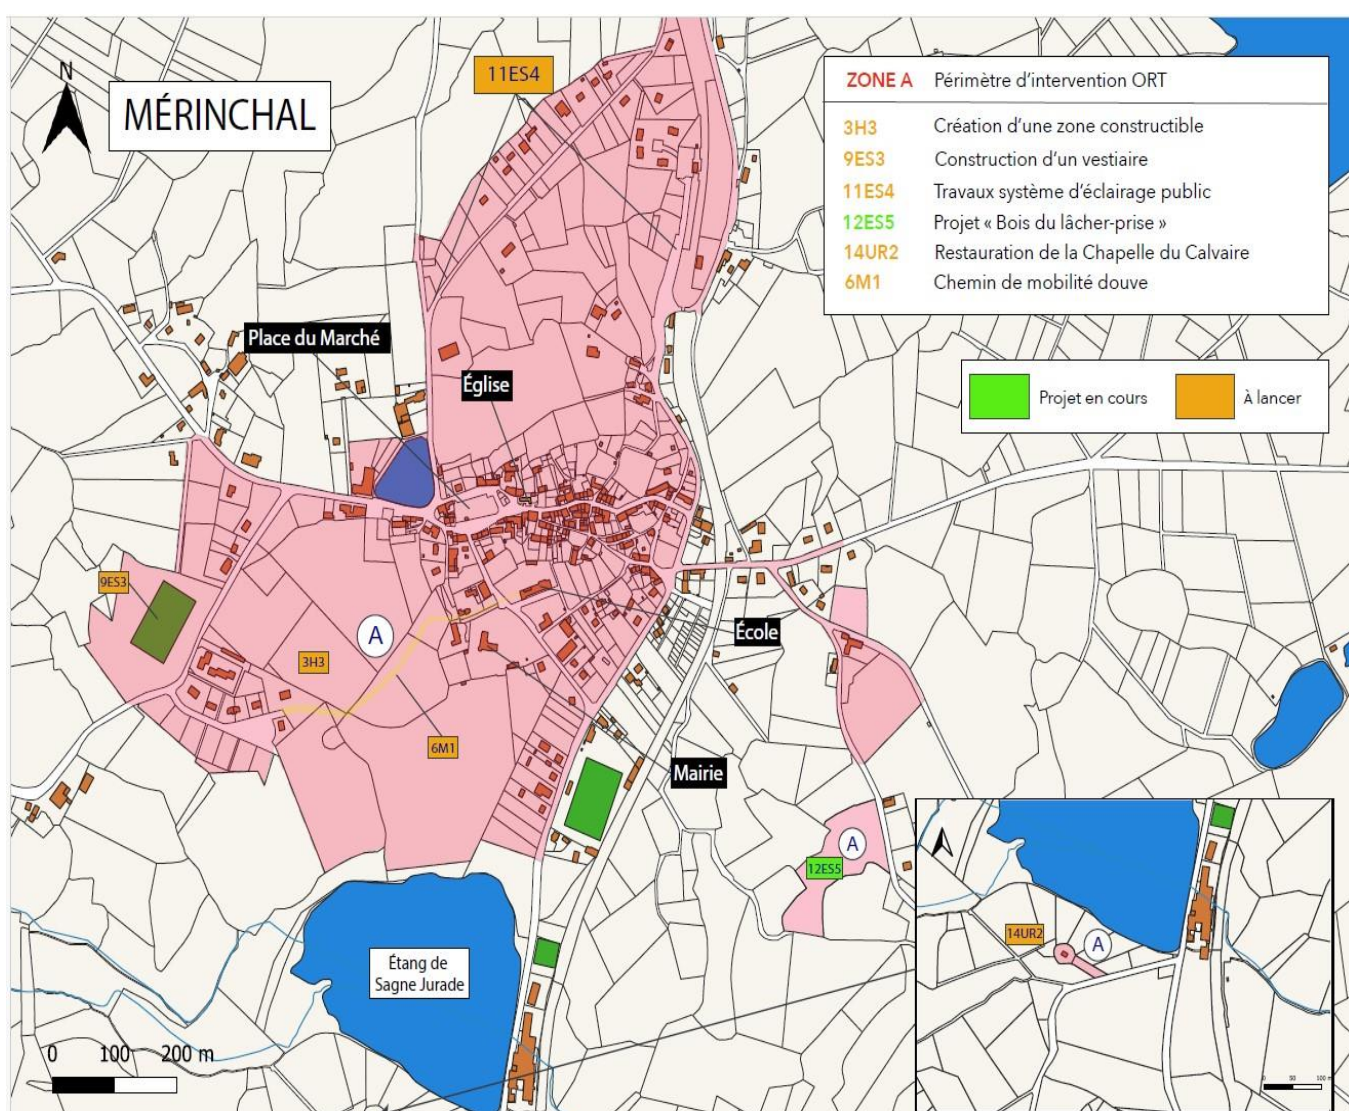 N
MÉRINCHAL
11ES4
ZONE A Périmètre d'intervention ORT
3H3 Création d'une zone constructible
9ES3 Construction d'un vestiaire
11ES4 Travaux système d'éclairage public
12ES5 Projet « Bois du lâcher-prise »
14UR2 Restauration de la Chapelle du Calvaire
6M1 Chemin de mobilité douve
Projet en cours
À lancer
Place du Marché
Église
9ES3
A
École
3H3
6M1
Mairie
A
12ES5
14UR2
A
Étang de
Sagne Jurade
0 100 200 m
0 50 100 m